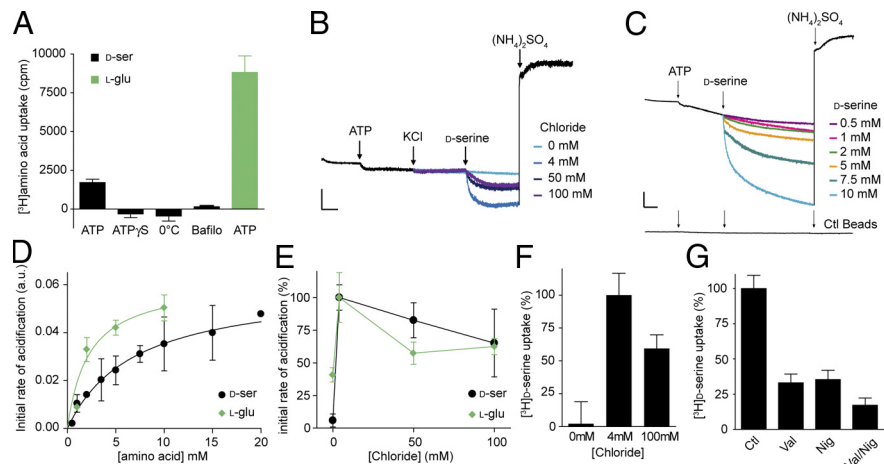 A
D-ser
L-glu
[³H]amino acid uptake (cpm)
10000
7500
5000
2500
0
ATP
ATPγS
0°C
Bafilo
ATP
B
(NH₄)₂SO₄
ATP
KCl
D-serine
Chloride
0 mM
4 mM
50 mM
100 mM
C
(NH₄)₂SO₄
ATP
D-serine
D-serine
0.5 mM
1 mM
2 mM
5 mM
7.5 mM
10 mM
Ctl Beads
D
Initial rate of acidification (a.u.)
0.06
0.04
0.02
0.00
D-ser
L-glu
0
5
10
15
20
[amino acid] mM
E
initial rate of acidification (%)
100
75
50
25
0
D-ser
L-glu
0
50
100
[Chloride] (mM)
F
[³H]D-serine uptake (%)
100
75
50
25
0
0mM
4mM
100mM
[Chloride]
G
[³H]D-serine uptake (%)
100
75
50
25
0
Ctl
Val
Nig
Val/Nig